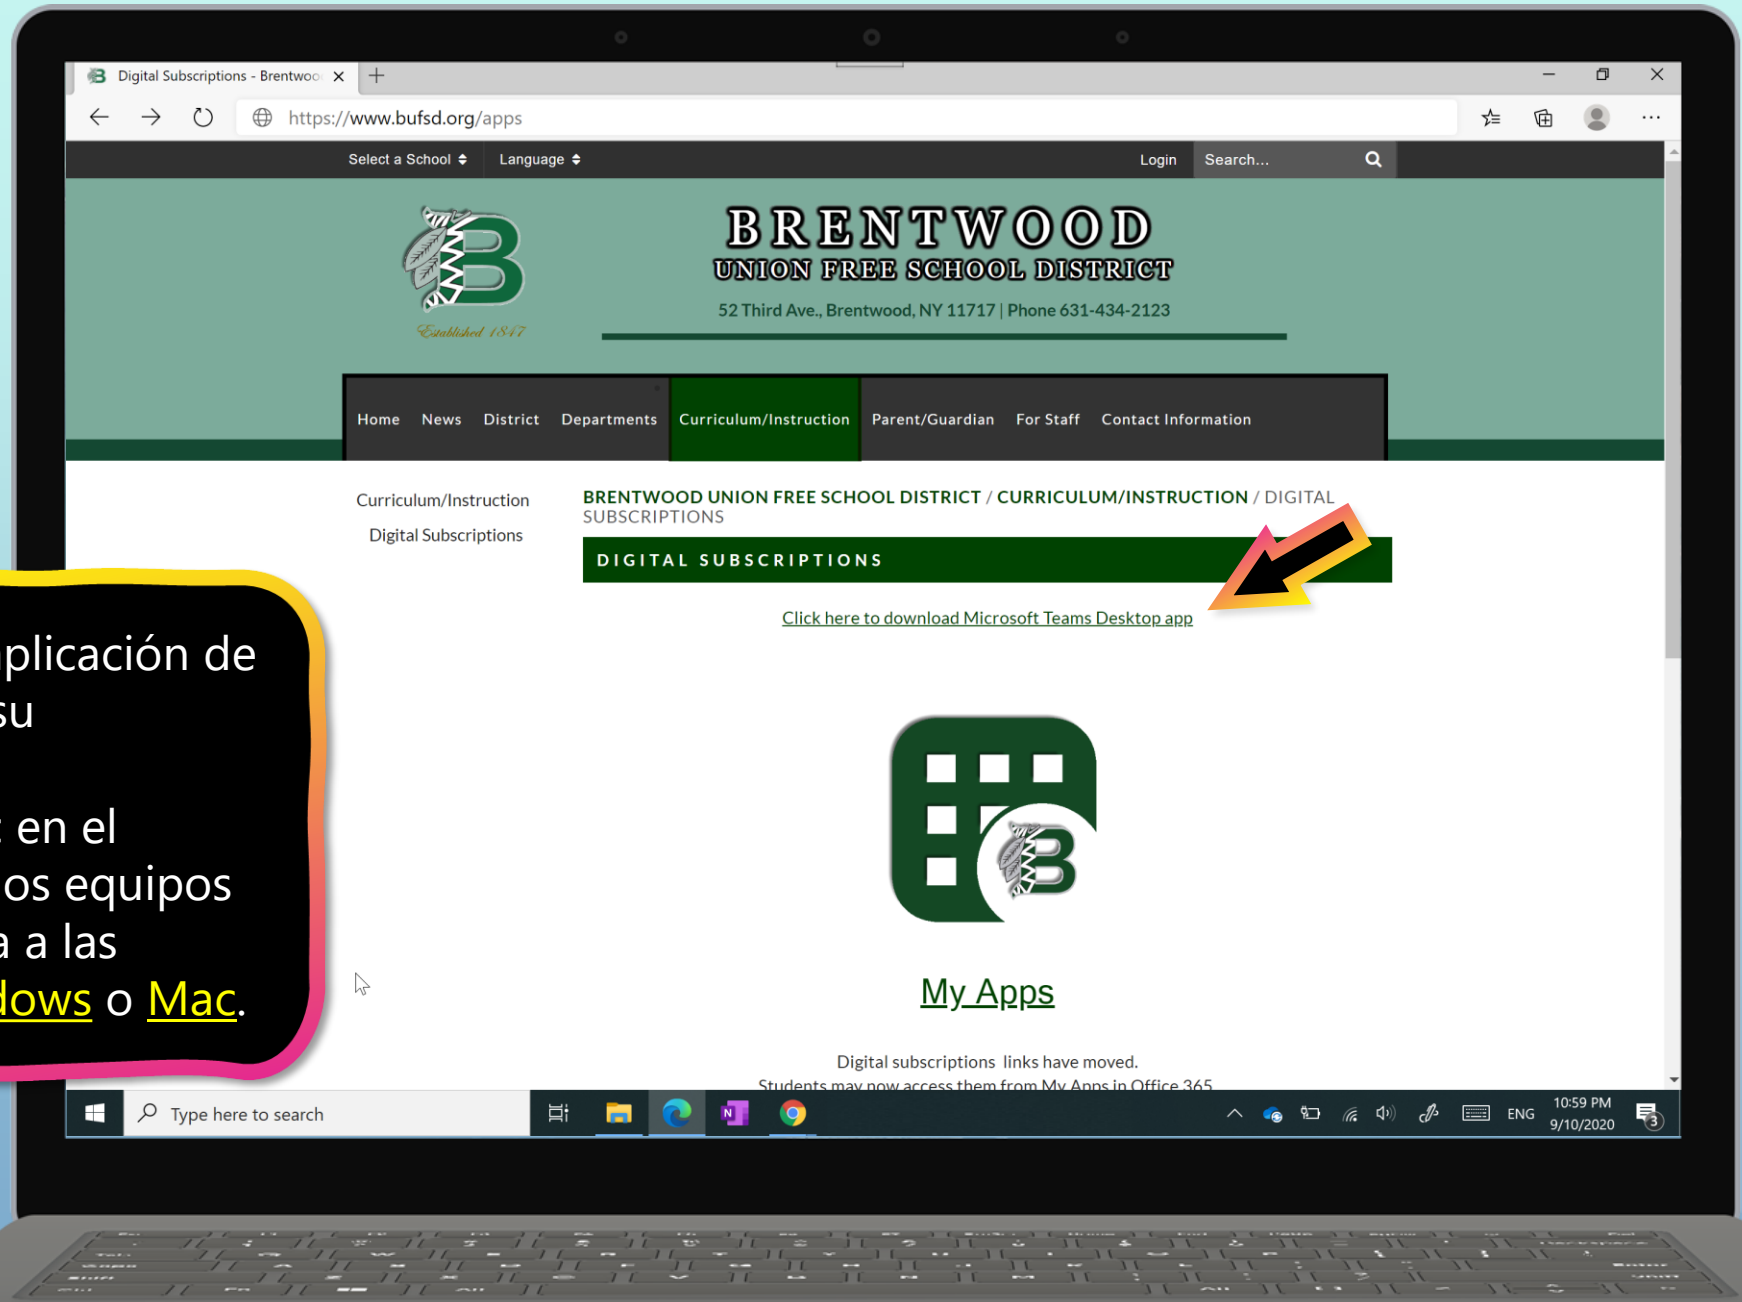 Digital Subscriptions - Brentwoo
https://www.bufsd.org/apps
Select a School Language Login Search...
B
Established 1847
BRENTWOOD
UNION FREE SCHOOL DISTRICT
52 Third Ave., Brentwood, NY 11717 | Phone 631-434-2123
Home News District Departments Curriculum/Instruction Parent/Guardian For Staff Contact Information
Curriculum/Instruction
Digital Subscriptions
BRENTWOOD UNION FREE SCHOOL DISTRICT / CURRICULUM/INSTRUCTION / DIGITAL
SUBSCRIPTIONS
DIGITAL SUBSCRIPTIONS
Click here to download Microsoft Teams Desktop app
plicación de
su
en el
os equipos
a las
dows o Mac.
B
My Apps
Digital subscriptions links have moved.
Students may now access them from My Apps in Office 365
Type here to search
N
ENG
10:59 PM
9/10/2020
3